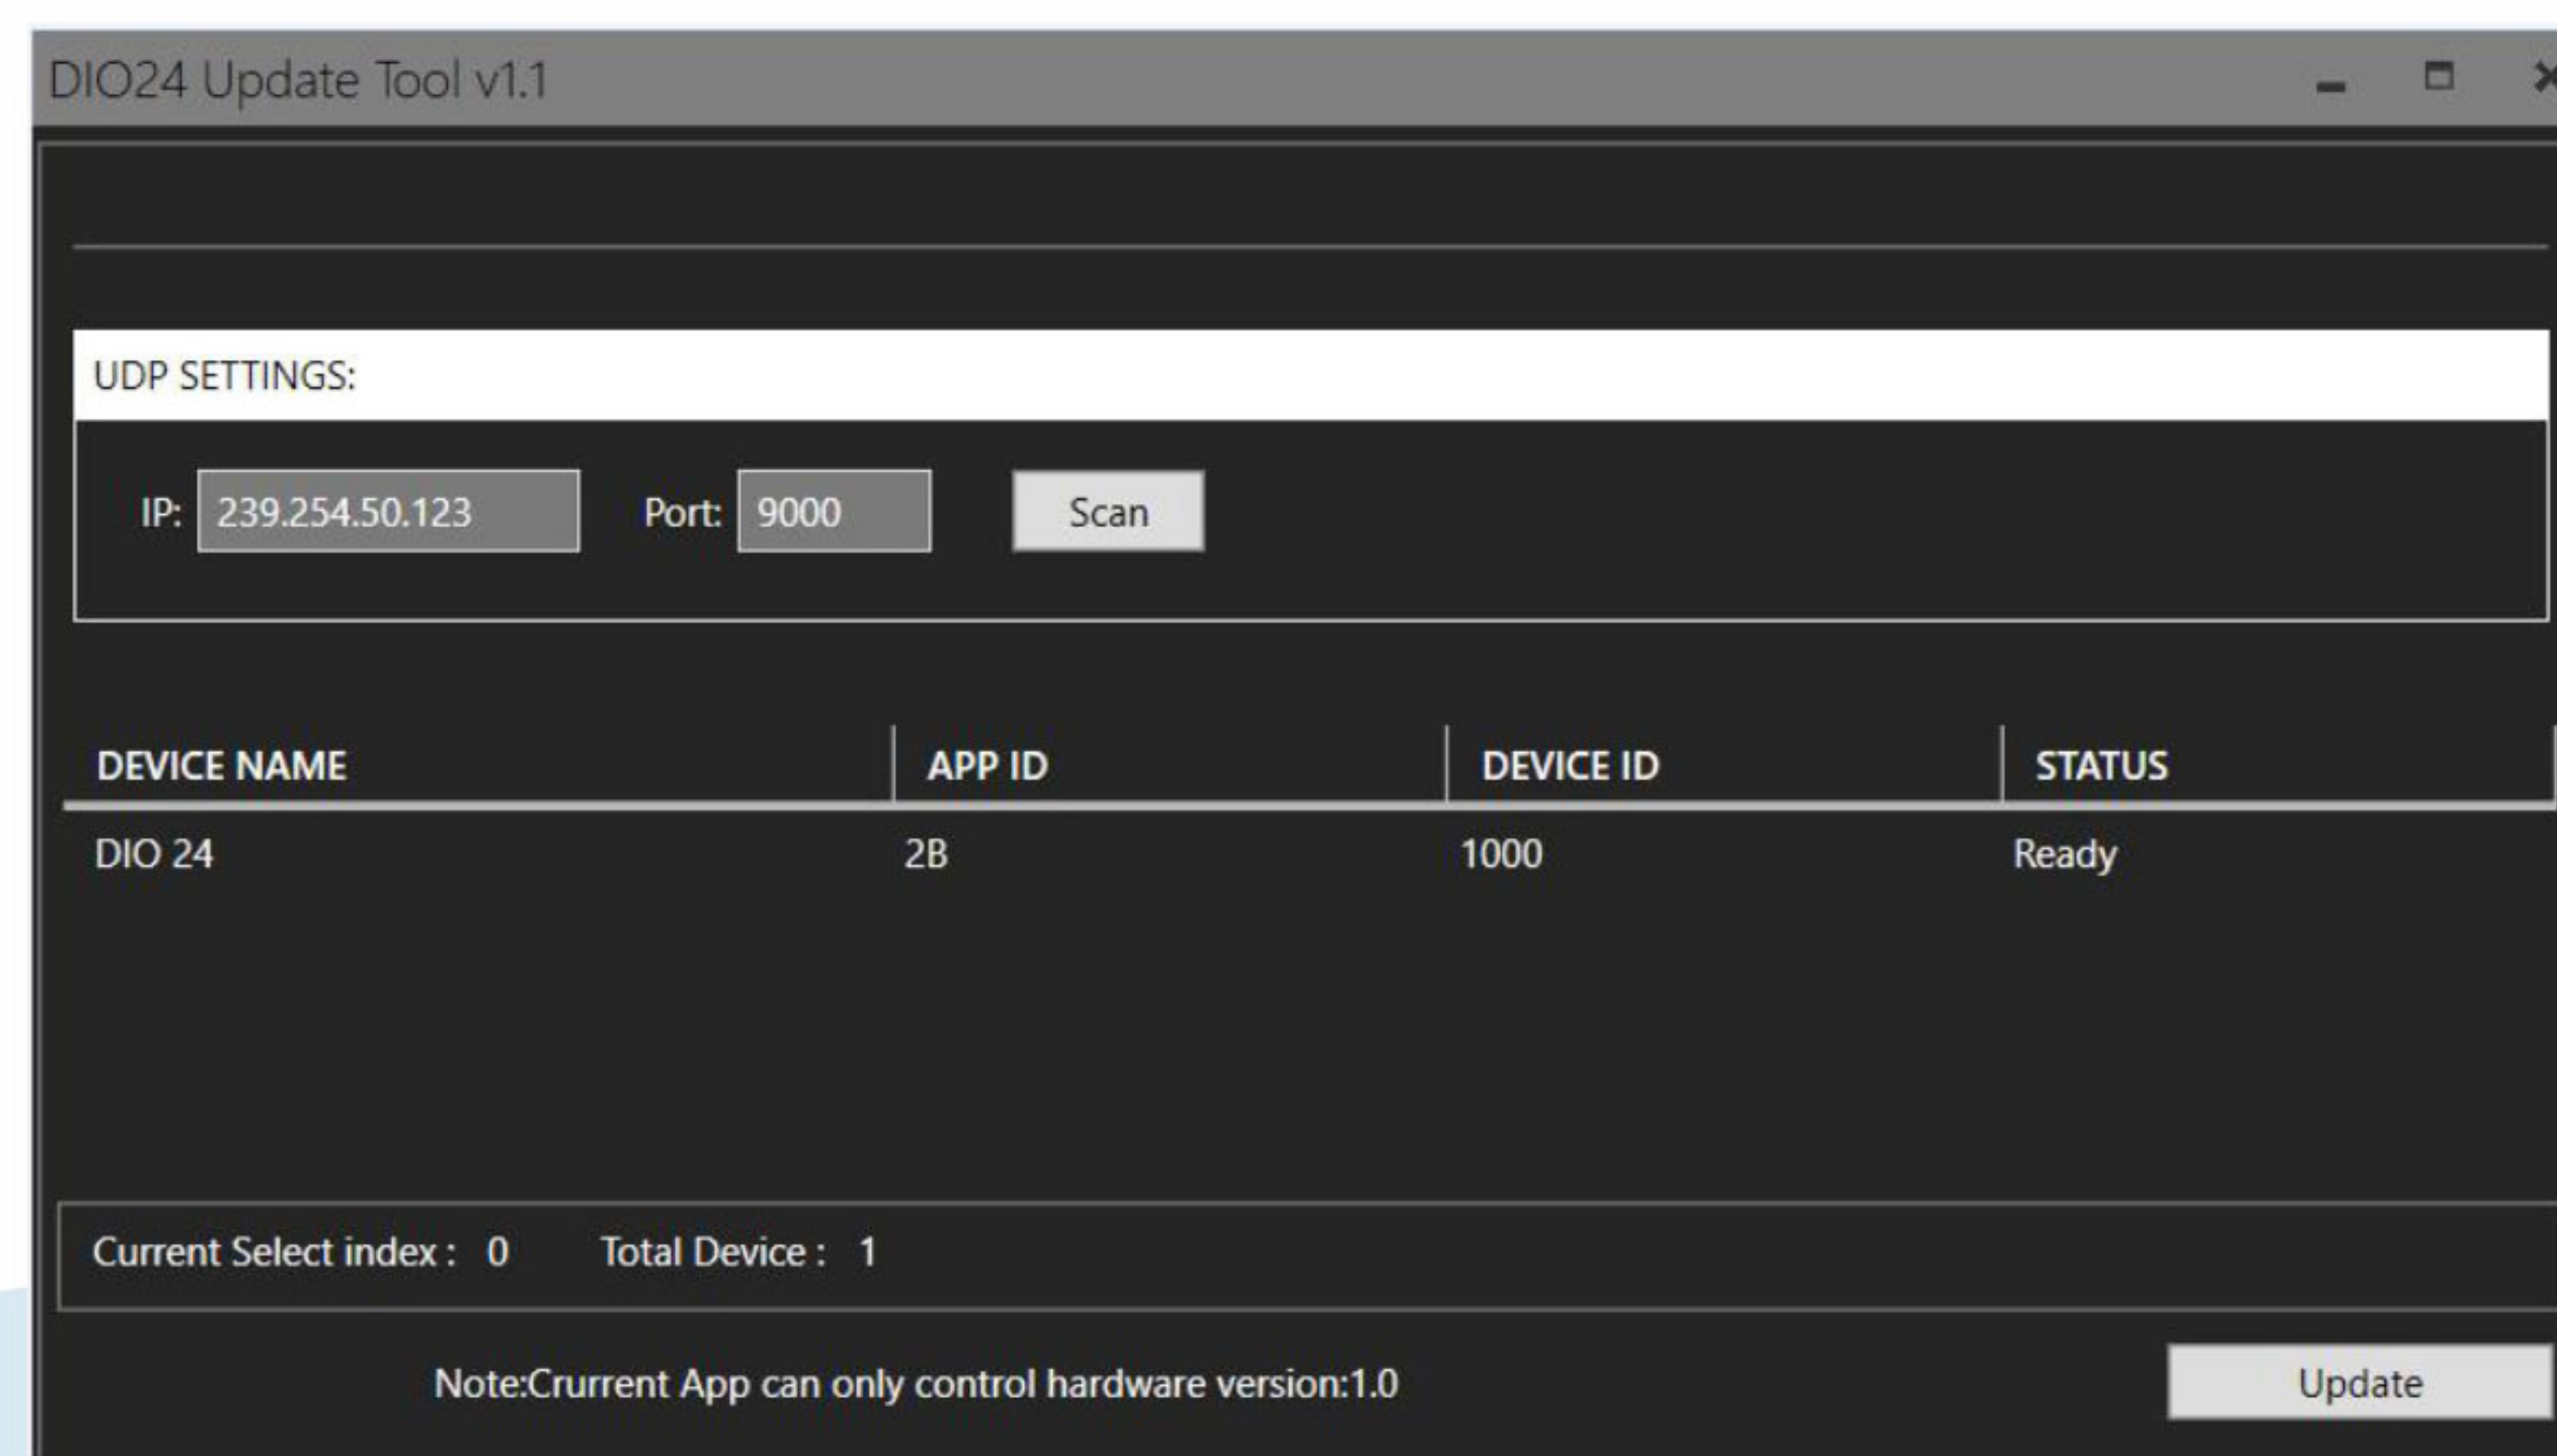 DIO24 Update Tool v1.1
UDP SETTINGS:
IP: 239.254.50.123 Port: 9000 Scan
DEVICE NAME APP ID DEVICE ID STATUS
DIO 24 2B 1000 Ready
Current Select index : 0 Total Device : 1
Note:Crurrent App can only control hardware version:1.0 Update